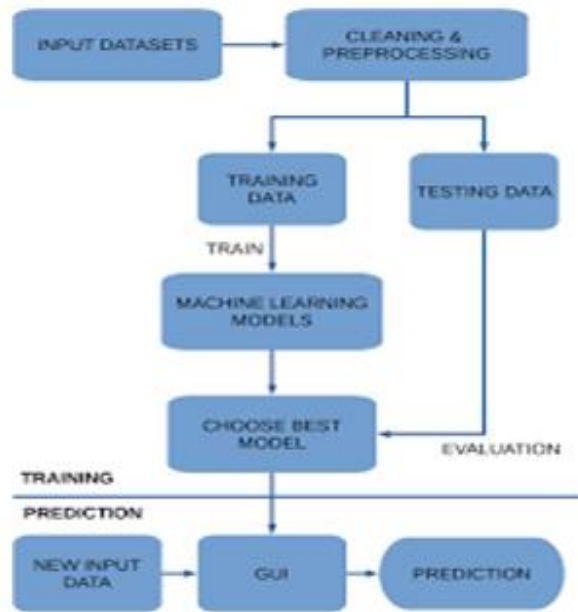 INPUT DATASETS
CLEANING &
PREPROCESSING
TRAINING
DATA
TESTING DATA
TRAIN
MACHINE LEARNING
MODELS
CHOOSE BEST
MODEL
EVALUATION
TRAINING
PREDICTION
NEW INPUT
DATA
GUI
PREDICTION